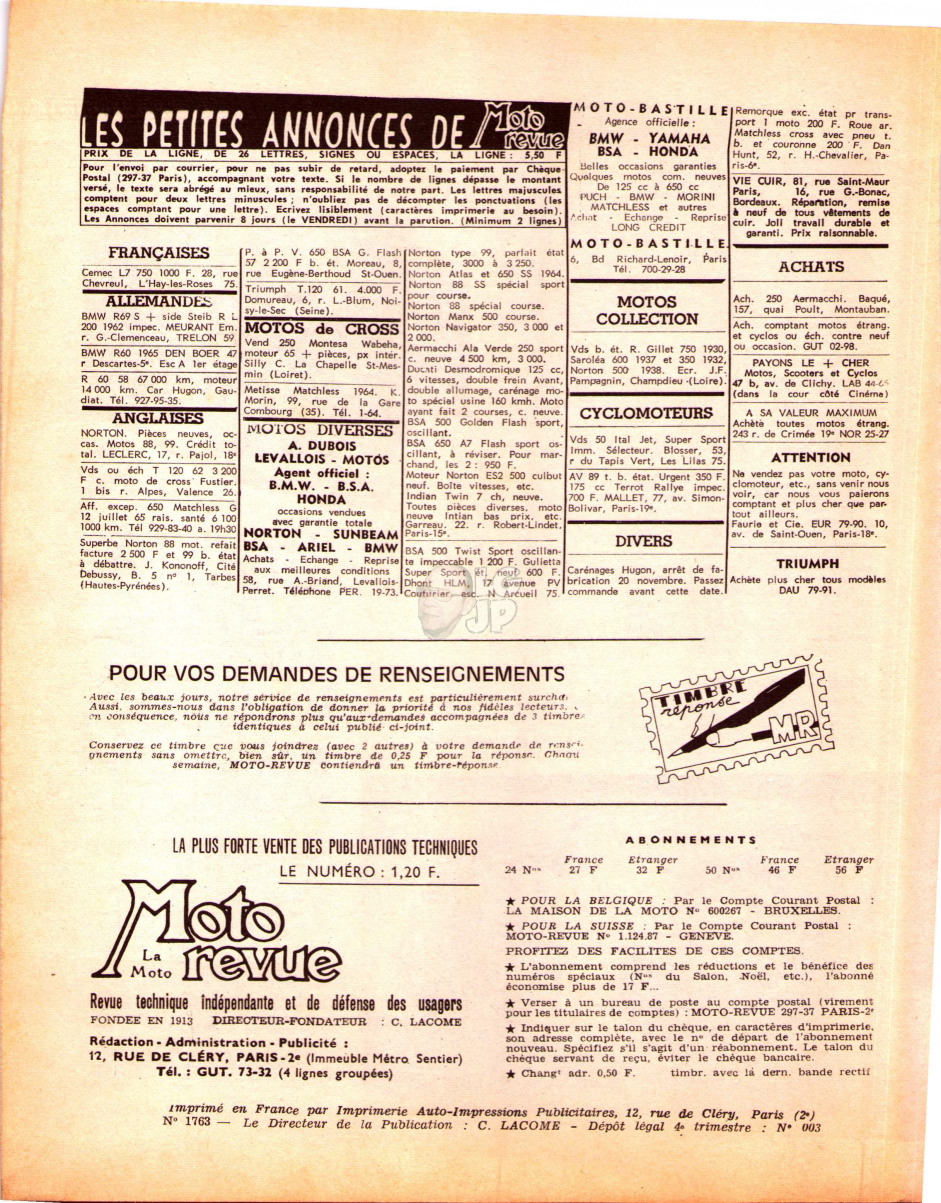 LES PETITES ANNONCES DE Moto revue
PRIX DE LA LIGNE, DE 26 LETTRES, SIGNES OU ESPACES, LA LIGNE : 5,50 F
Pour l'envoi par courrier, pour ne pas subir de retard, adoptez le paiement par Chèque
Postal (297-37 Paris), accompagnant votre texte. Si le nombre de lignes dépasse le montant
versé, le texte sera abrégé au mieux, sans responsabilité de notre part. Les lettres majuscules
comptent pour deux lettres minuscules ; n'oubliez pas de décompter les ponctuations (les
espaces comptant pour une lettre). Ecrivez lisiblement (caractères imprimerie au besoin).
Les Annonces doivent parvenir 8 jours (le VENDREDI) avant la parution. (Minimum 2 lignes)
FRANÇAISES
Cemec L7 750 1000 F. 28, rue
Chevreul, L'Hay-les-Roses 75.
ALLEMANDES
BMW R69 S + side Steib R L
200 1962 impec. MEURANT Em.
r. G.-Clemenceau, TRELON 59
BMW R60 1965 DEN BOER 47
r Descartes-5e. Esc A 1er étage
R 60 58 67 000 km, moteur
14 000 km. Car Hugon, Gau-
diat. Tél. 927-95-35.
ANGLAISES
NORTON. Pièces neuves, oc-
cas. Motos 88, 99. Crédit to-
tal. LECLERC, 17, r. Pajol, 18e
Vds ou éch T 120 62 3 200
F c. moto de cross Fustier.
1 bis r. Alpes, Valence 26.
Aff. excep. 650 Matchless G
12 juillet 65 rais. santé 6 100
1000 km. Tél 929-83-40 a. 19h30
Superbe Norton 88 mot. refait
facture 2 500 F et 99 b. état
à débattre. J. Kononoff, Cité
Debussy, B. 5 n° 1, Tarbes
(Hautes-Pyrénées).
P. à P. V. 650 BSA G. Flash
57 2 200 F b. ét. Moreau, 8,
rue Eugène-Berthoud St-Ouen.
Triumph T.120 61. 4.000 F.
Domureau, 6, r. L.-Blum, Noi-
sy-le-Sec (Seine).
MOTOS de CROSS
Vend 250 Montesa Wabeha,
moteur 65 + pièces, px intér.
Silly C. La Chapelle St-Mes-
min (Loiret).
Metisse Matchless 1964. K.
Morin, 99, rue de la Gare
Combourg (35). Tél. 1-64.
MOTOS DIVERSES
A. DUBOIS
LEVALLOIS - MOTOS
Agent officiel :
B.M.W. - B.S.A.
HONDA
occasions vendues
avec garantie totale
NORTON - SUNBEAM
BSA - ARIEL - BMW
Achats - Echange - Reprise
aux meilleures conditions
58, rue A.-Briand, Levallois-
Perret. Téléphone PER. 19-73.
Norton type 99, parfait état
complète, 3000 à 3 250.
Norton Atlas et 650 SS 1964.
Norton 88 SS spécial sport
pour course.
Norton 88 spécial course.
Norton Manx 500 course.
Norton Navigator 350, 3 000 et
2 000.
Aermacchi Ala Verde 250 sport
c. neuve 4 500 km, 3 000.
Ducati Desmodromique 125 cc,
6 vitesses, double frein Avant,
double allumage, carénage mo-
to spécial usine 160 kmh. Moto
ayant fait 2 courses, c. neuve.
BSA 500 Golden Flash sport,
oscillant.
BSA 650 A7 Flash sport os-
cillant, à réviser. Pour mar-
chand, les 2 : 950 F.
Moteur Norton ES2 500 culbut
neuf. Boîte vitesses, etc.
Indian Twin 7 ch, neuve.
Toutes pièces diverses, moto
neuve Intian bas prix, etc.
Garreau. 22. r. Robert-Lindet,
Paris-15e.
BSA 500 Twist Sport oscillan-
te impeccable 1 200 F. Gulietta
Super Sport ét. neuf 600 F.
Dhont HLM, 17 avenue PV
Couturier, esc. N Arcueil 75.
MOTO-BASTILLE
Agence officielle :
BMW - YAMAHA
BSA - HONDA
Belles occasions garanties
Quelques motos com. neuves
De 125 cc à 650 cc
PUCH - BMW - MORINI
MATCHLESS et autres
Achat - Echange - Reprise
LONG CREDIT
MOTO-BASTILLE
6, Bd Richard-Lenoir, Paris
Tél. 700-29-28
MOTOS
COLLECTION
Vds b. ét. R. Gillet 750 1930,
Saroléa 600 1937 et 350 1932,
Norton 500 1938. Ecr. J.F.
Pampagnin, Champdieu (Loire).
CYCLOMOTEURS
Vds 50 Ital Jet, Super Sport
Imm. Sélecteur. Blosser, 53,
r du Tapis Vert, Les Lilas 75.
AV 89 t. b. état. Urgent 350 F.
175 cc Terrot Rallye impec.
700 F. MALLET, 77, av. Simon-
Bolivar, Paris-19e.
DIVERS
Carénages Hugon, arrêt de fa-
brication 20 novembre. Passez
commande avant cette date.
Remorque exc. état pr trans-
port 1 moto 200 F. Roue ar.
Matchless cross avec pneu t.
b. et couronne 200 F. Dan
Hunt, 52, r. H.-Chevalier, Pa-
ris-6e.
VIE CUIR, 81, rue Saint-Maur
Paris, 16, rue G.-Bonac,
Bordeaux. Réparation, remise
à neuf de tous vêtements de
cuir. Joli travail durable et
garanti. Prix raisonnable.
ACHATS
Ach. 250 Aermacchi. Baqué,
157, quai Poult, Montauban.
Ach. comptant motos étrang.
et cyclos ou éch. contre neuf
ou occasion. GUT 02-98.
PAYONS LE + CHER
Motos, Scooters et Cyclos
47 b, av. de Clichy. LAB 44-65
(dans la cour côté Cinéma)
A SA VALEUR MAXIMUM
Achète toutes motos étrang.
243 r. de Crimée 19e NOR 25-27
ATTENTION
Ne vendez pas votre moto, cy-
clomoteur, etc., sans venir nous
voir, car nous vous paierons
comptant et plus cher que par-
tout ailleurs.
Faurie et Cie. EUR 79-90. 10,
av. de Saint-Ouen, Paris-18e.
TRIUMPH
Achète plus cher tous modèles
DAU 79-91.
JP
POUR VOS DEMANDES DE RENSEIGNEMENTS
Avec les beaux jours, notre service de renseignements est particulièrement surcha
Aussi, sommes-nous dans l'obligation de donner la priorité à nos fidèles lecteurs.
en conséquence, nous ne répondrons plus qu'aux demandes accompagnées de 3 timbres
identiques à celui publié ci-joint.
Conservez ce timbre que vous joindrez (avec 2 autres) à votre demande de rensei-
gnements sans omettre, bien sûr, un timbre de 0,25 F pour la réponse. Chaqu
semaine, MOTO-REVUE contiendra un timbre-réponse.
TIMBRE
réponse
MR
LA PLUS FORTE VENTE DES PUBLICATIONS TECHNIQUES
LE NUMÉRO : 1,20 F.
La Moto
Moto revue
Revue technique indépendante et de défense des usagers
FONDEE EN 1913 DIRECTEUR-FONDATEUR : C. LACOME
Rédaction - Administration - Publicité :
12, RUE DE CLÉRY, PARIS-2e (Immeuble Métro Sentier)
Tél. : GUT. 73-32 (4 lignes groupées)
ABONNEMENTS
France Etranger France Etranger
24 Nos 27 F 32 F 50 Nos 46 F 56 F
★ POUR LA BELGIQUE : Par le Compte Courant Postal :
LA MAISON DE LA MOTO N° 600267 - BRUXELLES.
★ POUR LA SUISSE : Par le Compte Courant Postal :
MOTO-REVUE N° 1.124.87 - GENEVE.
PROFITEZ DES FACILITES DE CES COMPTES.
★ L'abonnement comprend les réductions et le bénéfice des
numéros spéciaux (Nos du Salon, Noël, etc.), l'abonné
économise plus de 17 F...
★ Verser à un bureau de poste au compte postal (virement
pour les titulaires de comptes) : MOTO-REVUE 297-37 PARIS-2e
★ Indiquer sur le talon du chèque, en caractères d'imprimerie,
son adresse complète, avec le n° de départ de l'abonnement
nouveau. Spécifiez s'il s'agit d'un réabonnement. Le talon du
chèque servant de reçu, éviter le chèque bancaire.
★ Changt adr. 0,50 F. timbr. avec la dern. bande rectif
Imprimé en France par Imprimerie Auto-Impressions Publicitaires, 12, rue de Cléry, Paris (2e)
N° 1763 — Le Directeur de la Publication : C. LACOME - Dépôt légal 4e trimestre : N° 003